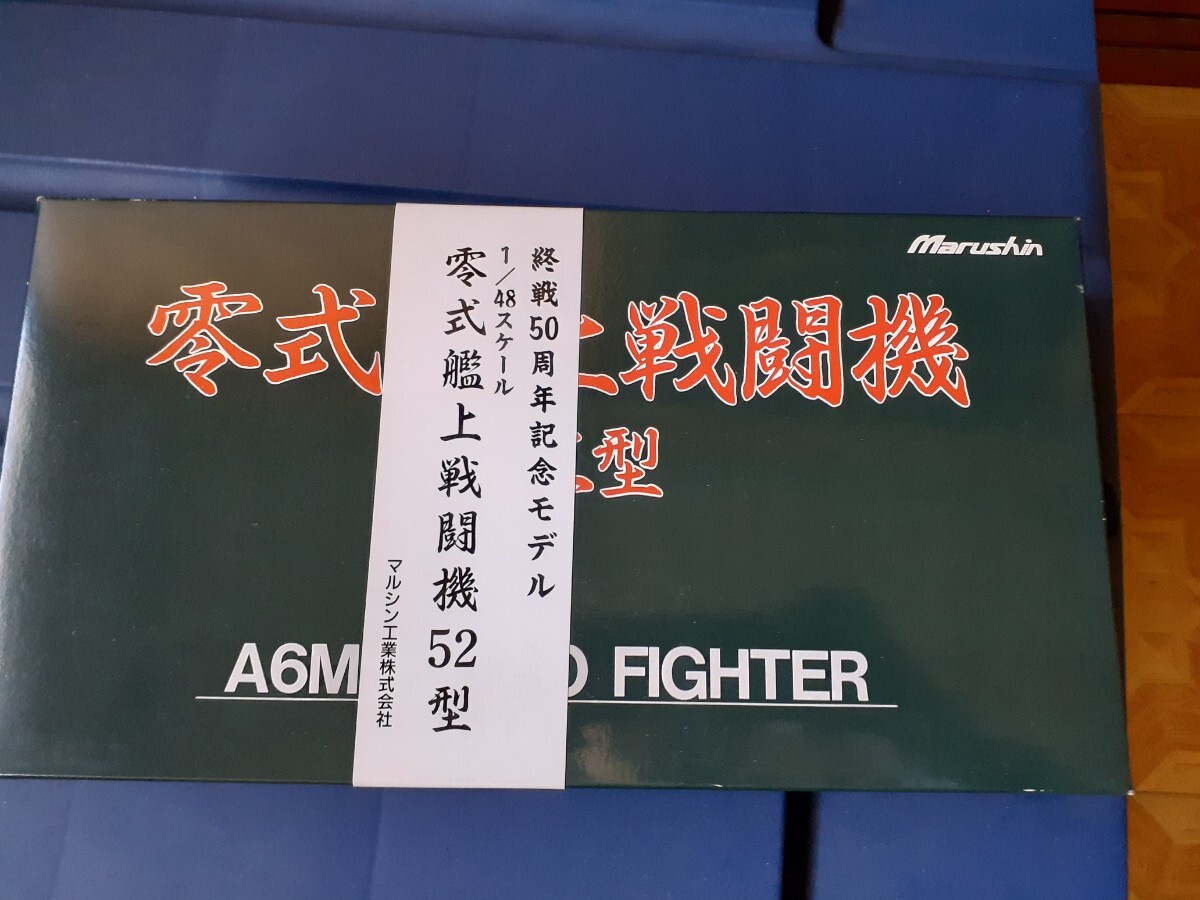 Marushin
零式 上戦闘機
型
A6M O FIGHTER
終戦50周年記念モデル
1/48スケール
零式艦上戦闘機52型
マルシン工業株式会社